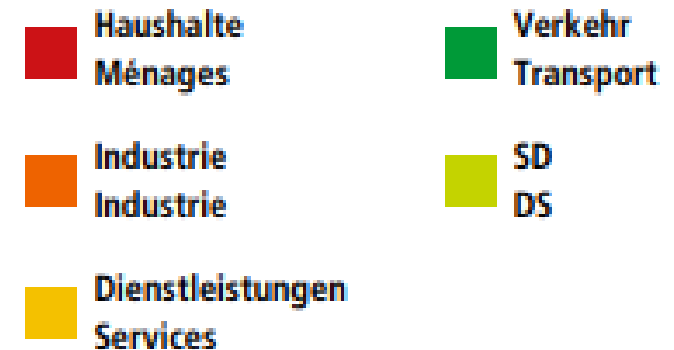 Haushalte
Ménages
Industrie
Industrie
Dienstleistungen
Services
Verkehr
Transport
SD
DS